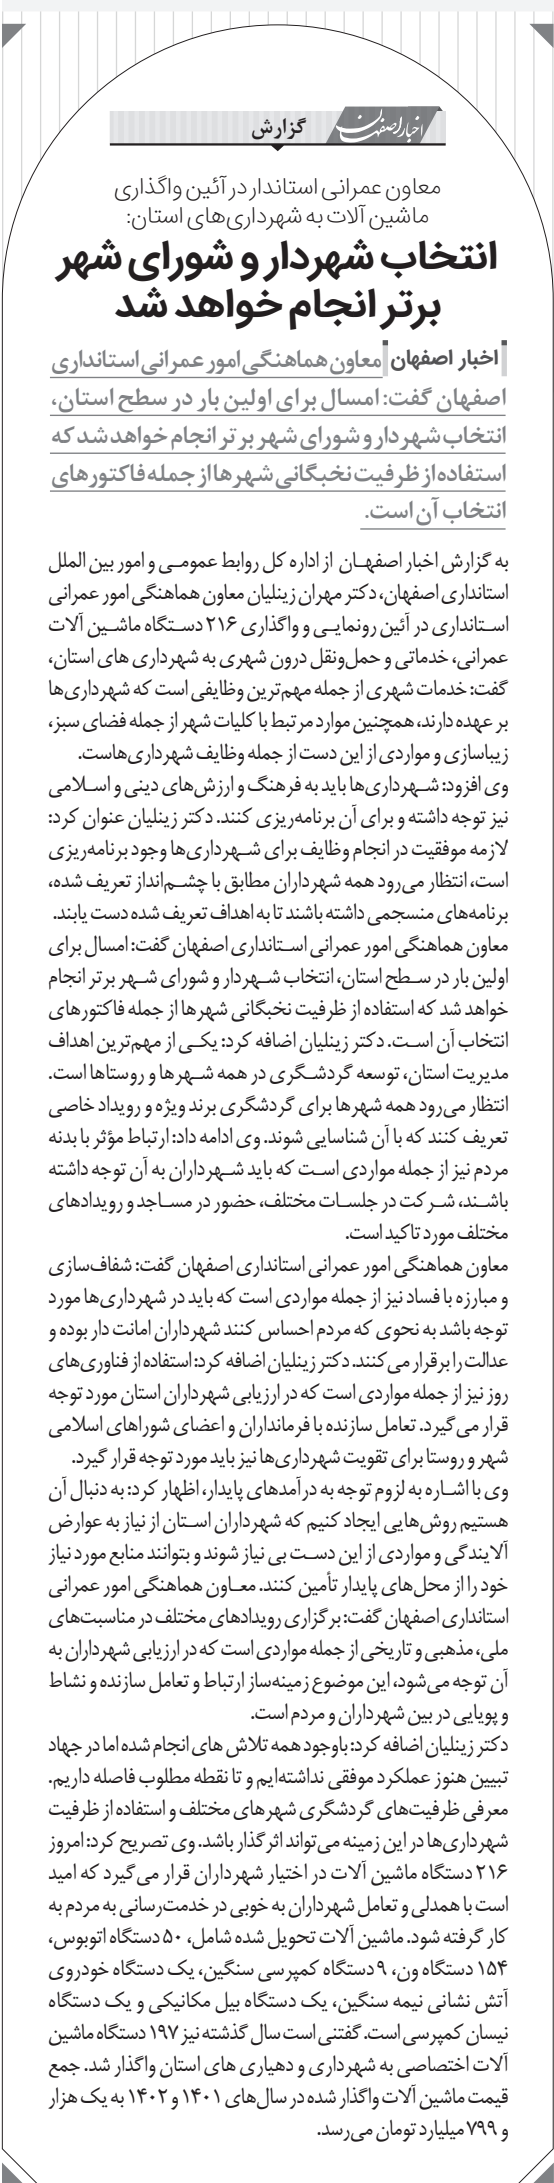 اخبار اصفهان
گزارش
معاون عمرانی استاندار در آئین واگذاری
ماشین آلات به شهرداری‌های استان:
انتخاب شهردار و شورای شهر
برتر انجام خواهد شد
اخبار اصفهان معاون هماهنگی امور عمرانی استانداری
اصفهان گفت: امسال برای اولین بار در سطح استان،
انتخاب شهردار و شورای شهر برتر انجام خواهد شد که
استفاده از ظرفیت نخبگانی شهرها از جمله فاکتورهای
انتخاب آن است.
به گزارش اخبار اصفهان از اداره کل روابط عمومی و امور بین الملل
استانداری اصفهان، دکتر مهران زینلیان معاون هماهنگی امور عمرانی
استانداری در آئین رونمایی و واگذاری ۲۱۶ دستگاه ماشین آلات
عمرانی، خدماتی و حمل‌ونقل درون شهری به شهرداری های استان،
گفت: خدمات شهری از جمله مهم‌ترین وظایفی است که شهرداری‌ها
بر عهده دارند، همچنین موارد مرتبط با کلیات شهر از جمله فضای سبز،
زیباسازی و مواردی از این دست از جمله وظایف شهرداری‌هاست.
وی افزود: شهرداری‌ها باید به فرهنگ و ارزش‌های دینی و اسلامی
نیز توجه داشته و برای آن برنامه‌ریزی کنند. دکتر زینلیان عنوان کرد:
لازمه موفقیت در انجام وظایف برای شهرداری‌ها وجود برنامه‌ریزی
است، انتظار می‌رود همه شهرداران مطابق با چشم‌انداز تعریف شده،
برنامه‌های منسجمی داشته باشند تا به اهداف تعریف شده دست یابند.
معاون هماهنگی امور عمرانی استانداری اصفهان گفت: امسال برای
اولین بار در سطح استان، انتخاب شهردار و شورای شهر برتر انجام
خواهد شد که استفاده از ظرفیت نخبگانی شهرها از جمله فاکتورهای
انتخاب آن است. دکتر زینلیان اضافه کرد: یکی از مهم‌ترین اهداف
مدیریت استان، توسعه گردشگری در همه شهرها و روستاها است.
انتظار می‌رود همه شهرها برای گردشگری برند ویژه و رویداد خاصی
تعریف کنند که با آن شناسایی شوند. وی ادامه داد: ارتباط مؤثر با بدنه
مردم نیز از جمله مواردی است که باید شهرداران به آن توجه داشته
باشند، شرکت در جلسات مختلف، حضور در مساجد و رویدادهای
مختلف مورد تاکید است.
معاون هماهنگی امور عمرانی استانداری اصفهان گفت: شفاف‌سازی
و مبارزه با فساد نیز از جمله مواردی است که باید در شهرداری‌ها مورد
توجه باشد به نحوی که مردم احساس کنند شهرداران امانت دار بوده و
عدالت را برقرار می‌کنند. دکتر زینلیان اضافه کرد: استفاده از فناوری‌های
روز نیز از جمله مواردی است که در ارزیابی شهرداران استان مورد توجه
قرار می‌گیرد. تعامل سازنده با فرمانداران و اعضای شوراهای اسلامی
شهر و روستا برای تقویت شهرداری‌ها نیز باید مورد توجه قرار گیرد.
وی با اشاره به لزوم توجه به درآمدهای پایدار، اظهار کرد: به دنبال آن
هستیم روش‌هایی ایجاد کنیم که شهرداران استان از نیاز به عوارض
آلایندگی و مواردی از این دست بی نیاز شوند و بتوانند منابع مورد نیاز
خود را از محل‌های پایدار تأمین کنند. معاون هماهنگی امور عمرانی
استانداری اصفهان گفت: برگزاری رویدادهای مختلف در مناسبت‌های
ملی، مذهبی و تاریخی از جمله مواردی است که در ارزیابی شهرداران به
آن توجه می‌شود، این موضوع زمینه‌ساز ارتباط و تعامل سازنده و نشاط
و پویایی در بین شهرداران و مردم است.
دکتر زینلیان اضافه کرد: باوجود همه تلاش های انجام شده اما در جهاد
تبیین هنوز عملکرد موفقی نداشته‌ایم و تا نقطه مطلوب فاصله داریم.
معرفی ظرفیت‌های گردشگری شهرهای مختلف و استفاده از ظرفیت
شهرداری‌ها در این زمینه می‌تواند اثرگذار باشد. وی تصریح کرد: امروز
۲۱۶ دستگاه ماشین آلات در اختیار شهرداران قرار می‌گیرد که امید
است با همدلی و تعامل شهرداران به خوبی در خدمت‌رسانی به مردم به
کار گرفته شود. ماشین آلات تحویل شده شامل، ۵۰ دستگاه اتوبوس،
۱۵۴ دستگاه ون، ۹ دستگاه کمپرسی سنگین، یک دستگاه خودروی
آتش نشانی نیمه سنگین، یک دستگاه بیل مکانیکی و یک دستگاه
نیسان کمپرسی است. گفتنی است سال گذشته نیز ۱۹۷ دستگاه ماشین
آلات اختصاصی به شهرداری و دهیاری های استان واگذار شد. جمع
قیمت ماشین آلات واگذار شده در سال‌های ۱۴۰۱ و ۱۴۰۲ به یک هزار
و ۷۹۹ میلیارد تومان می‌رسد.